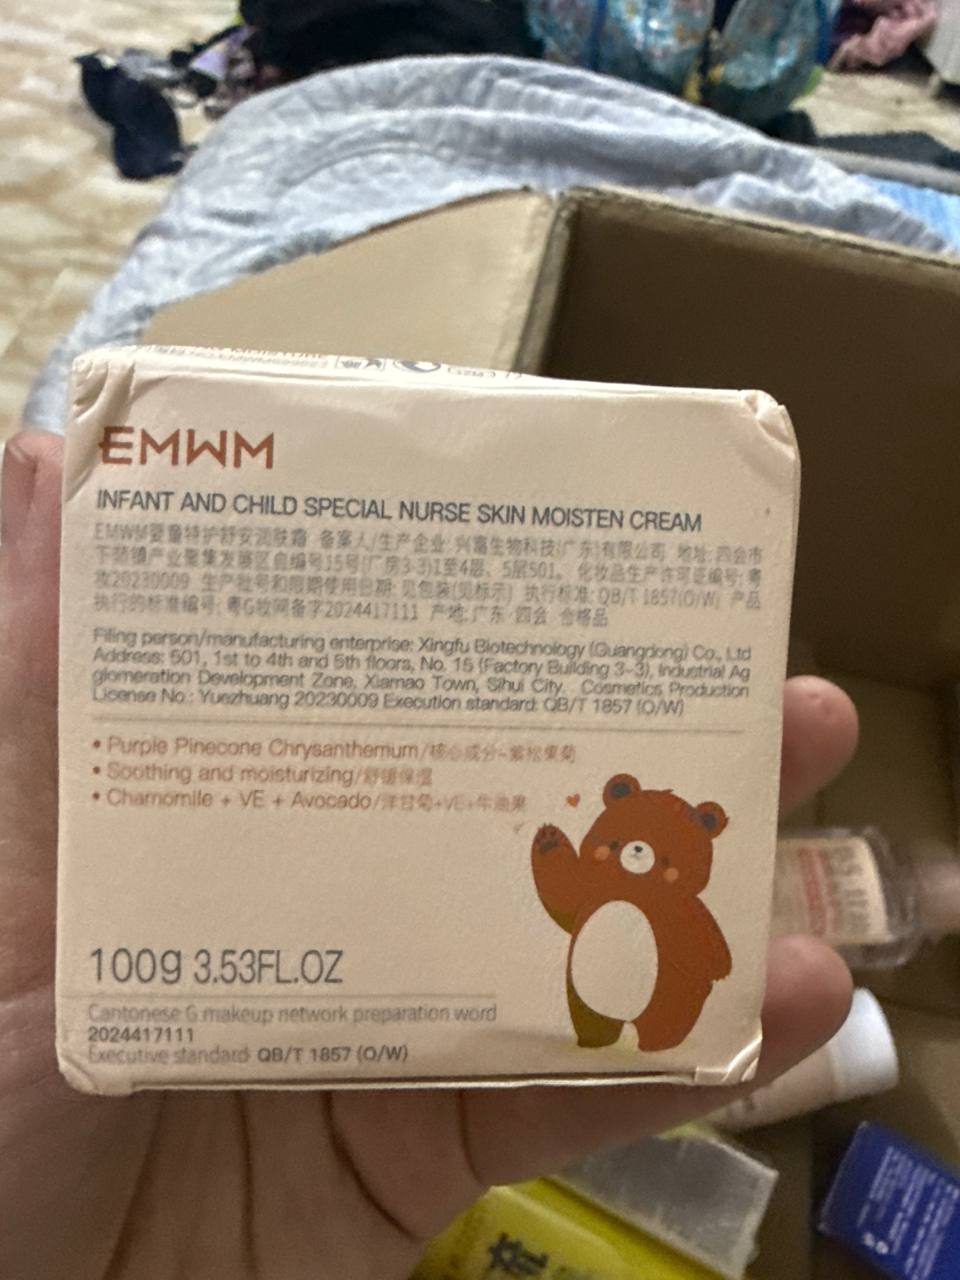 EMWM
INFANT AND CHILD SPECIAL NURSE SKIN MOISTEN CREAM
EMWM婴童特护舒安润肤霜 备案人/生产企业: 兴富生物科技(广东)有限公司 地址: 四会市
下茆镇产业聚集发展区自编号15号(厂房3-3)1至4层、5层501。 化妆品生产许可证编号: 粤
妆20230009 生产批号和限期使用日期: 见包装(见标示) 执行标准: QB/T 1857(O/W) 产品
执行的标准编号: 粤G妆网备字2024417111 产地: 广东·四会 合格品
Filing person/manufacturing enterprise: Xingfu Biotechnology (Guangdong) Co., Ltd
Address: 501, 1st to 4th and 5th floors, No. 15 (Factory Building 3-3), Industrial Ag
glomeration Development Zone, Xiamao Town, Sihui City, Cosmetics Production
License No.: Yuezhuang 20230009 Execution standard: QB/T 1857 (O/W)
• Purple Pinecone Chrysanthemum/核心成分-紫松果菊
• Soothing and moisturizing/舒缓保湿
• Chamomile + VE + Avocado/洋甘菊+VE+牛油果
100g 3.53FL.OZ
Cantonese G makeup network preparation word
2024417111
Executive standard: QB/T 1857 (O/W)